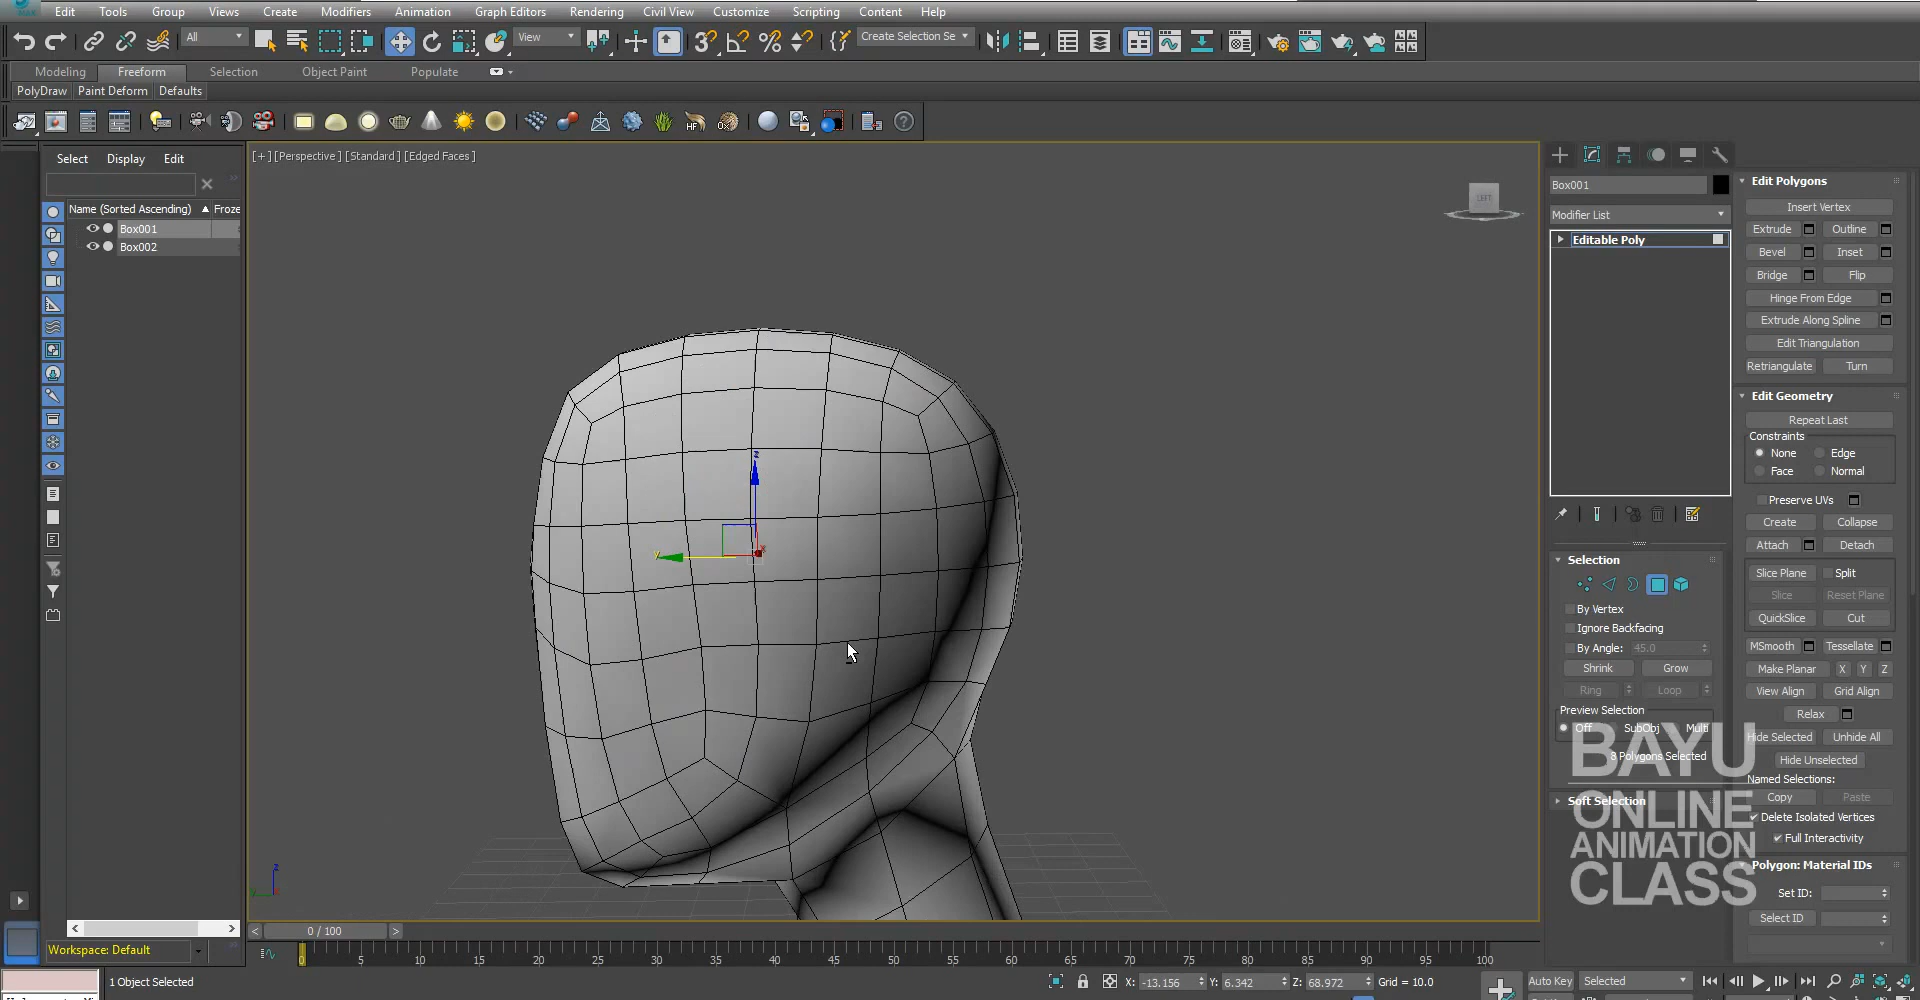 Edit Tools Group Views Create Modifiers Animation Graph Editors Rendering Civil View Customize Scripting Content Help
All View Create Selection Se
Modeling Freeform Selection Object Paint Populate
PolyDraw Paint Deform Defaults
Select Display Edit
Name (Sorted Ascending) Froze
Box001
Box002
[+] [Perspective] [Standard] [Edged Faces]
LEFT
z
y
x
z
Box001
Modifier List
Editable Poly
Selection
By Vertex
Ignore Backfacing
By Angle: 45.0
Shrink Grow
Ring Loop
Preview Selection
Off SubObj Multi
8 Polygons Selected
Soft Selection
Edit Polygons
Insert Vertex
Extrude Outline
Bevel Inset
Bridge Flip
Hinge From Edge
Extrude Along Spline
Edit Triangulation
Retriangulate Turn
Edit Geometry
Repeat Last
Constraints
None Edge
Face Normal
Preserve UVs
Create Collapse
Attach Detach
Slice Plane Split
Slice Reset Plane
QuickSlice Cut
MSmooth Tessellate
Make Planar X Y Z
View Align Grid Align
Relax
Hide Selected Unhide All
Hide Unselected
Named Selections:
Copy Paste
Delete Isolated Vertices
Full Interactivity
Polygon: Material IDs
Set ID:
Select ID
BAYU
ONLINE
ANIMATION
CLASS
< 0 / 100 >
0 5 10 15 20 25 30 35 40 45 50 55 60 65 70 75 80 85 90 95 100
Workspace: Default
1 Object Selected
X: -13.156 Y: 6.342 Z: 68.972 Grid = 10.0
Auto Key Selected